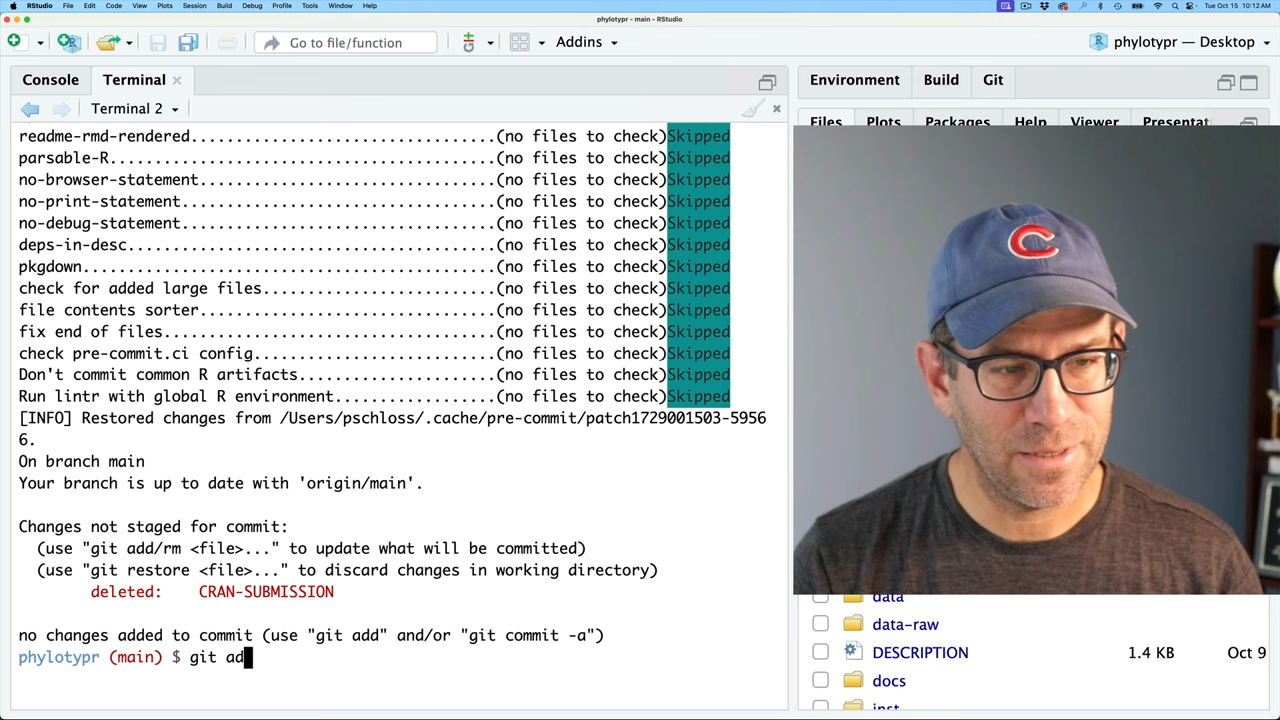 RStudio File Edit Code View Plots Session Build Debug Profile Tools Window Help Tue Oct 15 10:12 AM
phylotypr - main - RStudio
Go to file/function Addins phylotypr — Desktop
Console Terminal
Terminal 2
readme-rmd-rendered..................................(no files to check)Skipped
parsable-R...........................................(no files to check)Skipped
no-browser-statement.................................(no files to check)Skipped
no-print-statement...................................(no files to check)Skipped
no-debug-statement...................................(no files to check)Skipped
deps-in-desc.........................................(no files to check)Skipped
pkgdown..............................................(no files to check)Skipped
check for added large files..........................(no files to check)Skipped
file contents sorter.................................(no files to check)Skipped
fix end of files.....................................(no files to check)Skipped
check pre-commit.ci config...........................(no files to check)Skipped
Don't commit common R artifacts......................(no files to check)Skipped
Run lintr with global R environment..................(no files to check)Skipped
[INFO] Restored changes from /Users/pschloss/.cache/pre-commit/patch1729001503-5956
6.
On branch main
Your branch is up to date with 'origin/main'.
Changes not staged for commit:
(use "git add/rm <file>..." to update what will be committed)
(use "git restore <file>..." to discard changes in working directory)
deleted: CRAN-SUBMISSION
no changes added to commit (use "git add" and/or "git commit -a")
phylotypr (main) $ git ad
Environment Build Git
Files Plots Packages Help Viewer Presentat
C
data
data-raw
DESCRIPTION 1.4 KB Oct 9
docs
inst